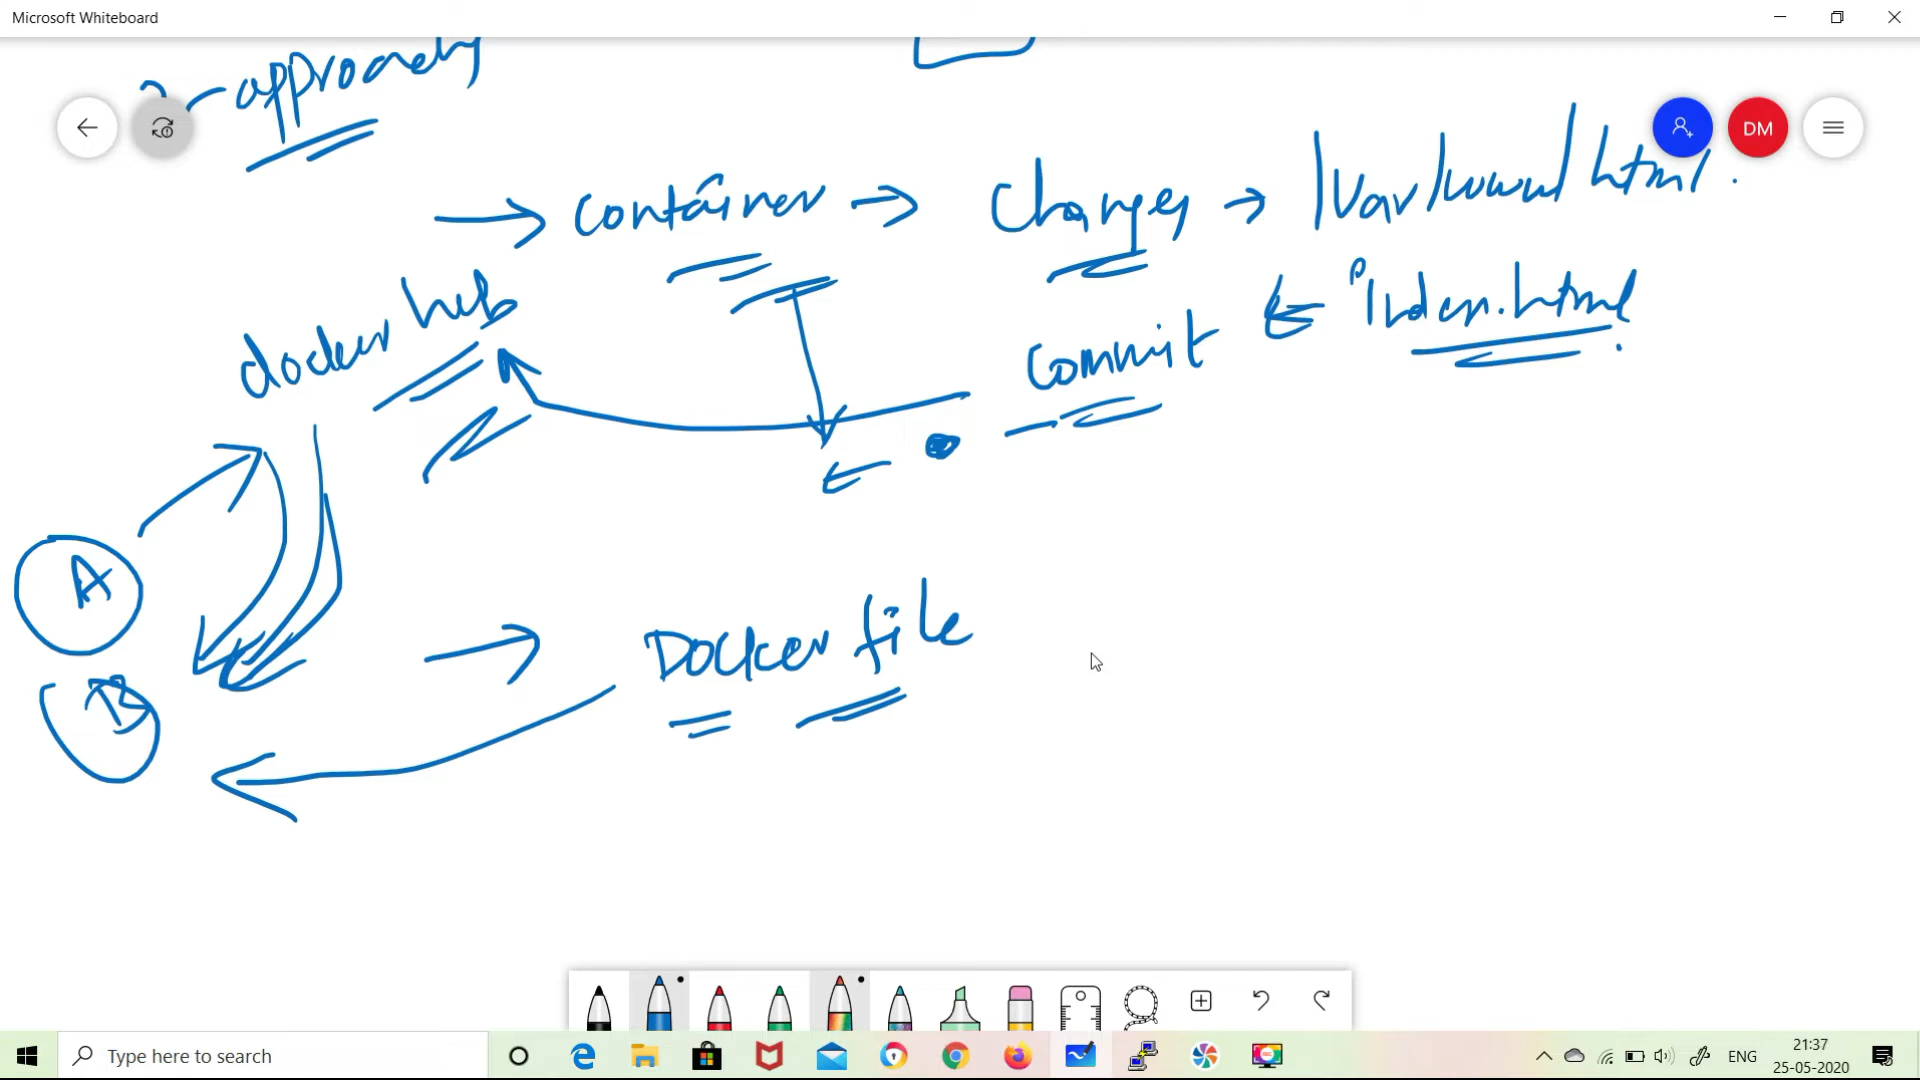 Microsoft Whiteboard
2-approach
DM
→ container → Changes → /var/www/html.
docker hub
commit ← index.html
A
B
→ Docker file
Type here to search
ENG
21:37
25-05-2020